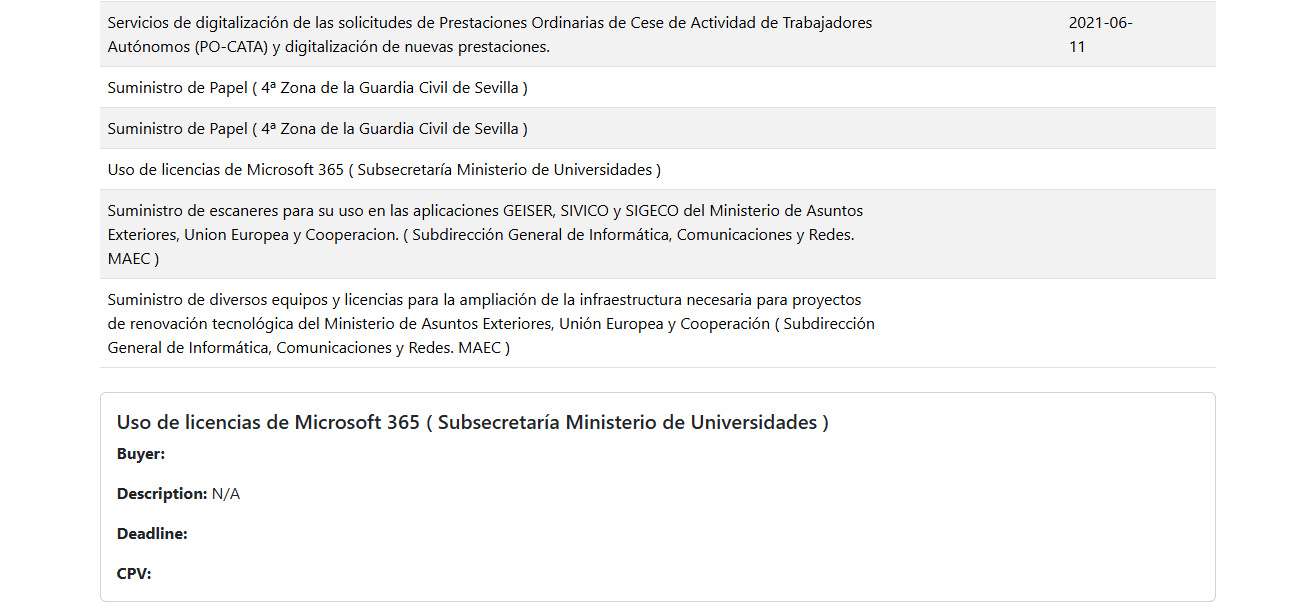 Servicios de digitalización de las solicitudes de Prestaciones Ordinarias de Cese de Actividad de Trabajadores
Autónomos (PO-CATA) y digitalización de nuevas prestaciones.
2021-06-
11
Suministro de Papel ( 4ª Zona de la Guardia Civil de Sevilla )
Suministro de Papel ( 4ª Zona de la Guardia Civil de Sevilla )
Uso de licencias de Microsoft 365 ( Subsecretaría Ministerio de Universidades )
Suministro de escaneres para su uso en las aplicaciones GEISER, SIVICO y SIGECO del Ministerio de Asuntos
Exteriores, Union Europea y Cooperacion. ( Subdirección General de Informática, Comunicaciones y Redes.
MAEC )
Suministro de diversos equipos y licencias para la ampliación de la infraestructura necesaria para proyectos
de renovación tecnológica del Ministerio de Asuntos Exteriores, Unión Europea y Cooperación ( Subdirección
General de Informática, Comunicaciones y Redes. MAEC )
Uso de licencias de Microsoft 365 ( Subsecretaría Ministerio de Universidades )
Buyer:
Description: N/A
Deadline:
CPV: